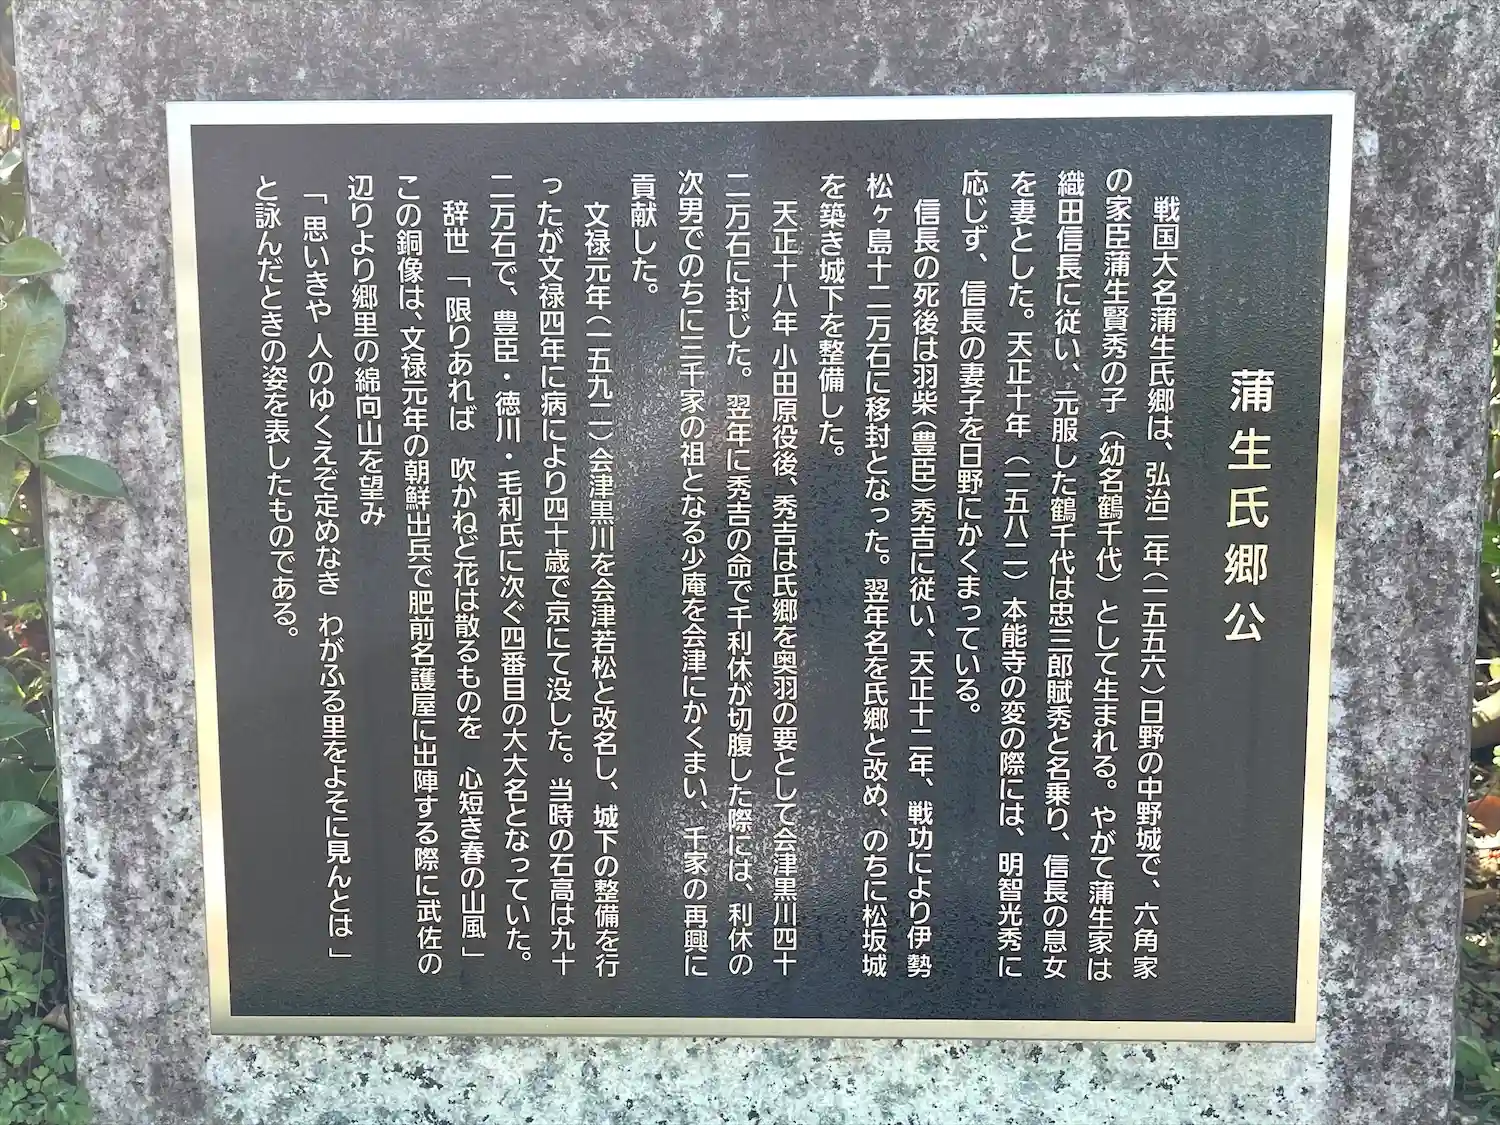 蒲生氏郷公
戦国大名蒲生氏郷は、弘治二年(一五五六)日野の中野城で、六角家
の家臣蒲生賢秀の子(幼名鶴千代)として生まれる。やがて蒲生家は
織田信長に従い、元服した鶴千代は忠三郎賦秀と名乗り、信長の息女
を妻とした。天正十年(一五八二)本能寺の変の際には、明智光秀に
応じず、信長の妻子を日野にかくまっている。
信長の死後は羽柴(豊臣)秀吉に従い、天正十二年、戦功により伊勢
松ヶ島十二万石に移封となった。翌年名を氏郷と改め、のちに松坂城
を築き城下を整備した。
天正十八年 小田原役後、秀吉は氏郷を奥羽の要として会津黒川四十
二万石に封じた。翌年に秀吉の命で千利休が切腹した際には、利休の
次男でのちに三千家の祖となる少庵を会津にかくまい、千家の再興に
貢献した。
文禄元年(一五九二)会津黒川を会津若松と改名し、城下の整備を行
ったが文禄四年に病により四十歳で京にて没した。当時の石高は九十
二万石で、豊臣・徳川・毛利氏に次ぐ四番目の大大名となっていた。
辞世「限りあれば 吹かねど花は散るものを 心短き春の山風」
この銅像は、文禄元年の朝鮮出兵で肥前名護屋に出陣する際に武佐の
辺りより郷里の綿向山を望み
「思いきや 人のゆくえぞ定めなき わがふる里をよそに見んとは」
と詠んだときの姿を表したものである。